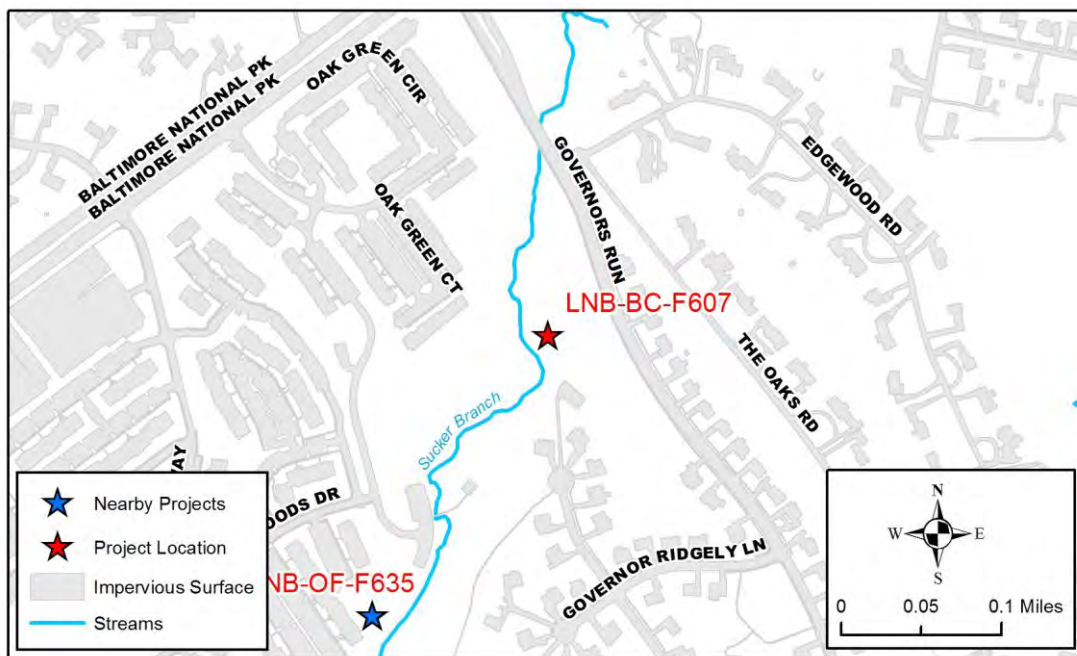 BALTIMORE NATIONAL PK
BALTIMORE NATIONAL PK
OAK GREEN CIR
OAK GREEN CT
GOVERNORS RUN
EDGEWOOD RD
LNB-BC-F607
THE OAKS RD
Sucker Branch
WAY
OODS DR
GOVERNOR RIDGELY LN
NB-OF-F635
Nearby Projects
Project Location
Impervious Surface
Streams
N
W E
S
0 0.05 0.1 Miles